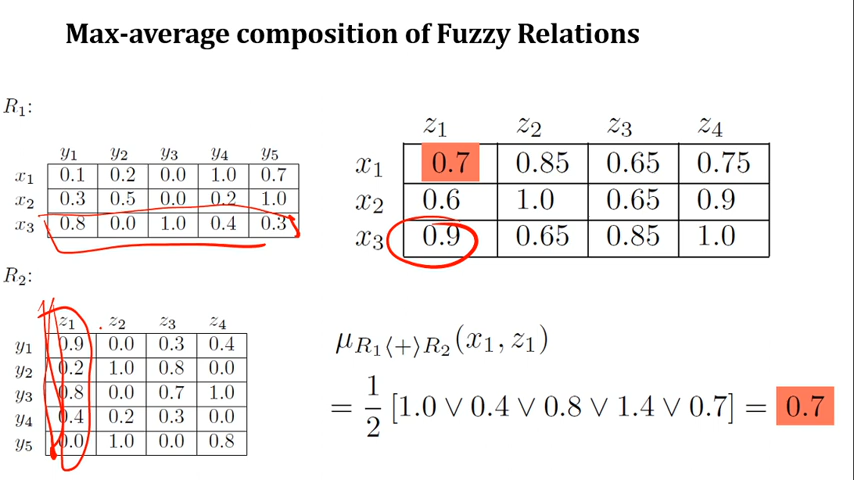 Max-average composition of Fuzzy Relations
R₁:
y₁ y₂ y₃ y₄ y₅
x₁ 0.1 0.2 0.0 1.0 0.7
x₂ 0.3 0.5 0.0 0.2 1.0
x₃ 0.8 0.0 1.0 0.4 0.3
R₂:
z₁ z₂ z₃ z₄
y₁ 0.9 0.0 0.3 0.4
y₂ 0.2 1.0 0.8 0.0
y₃ 0.8 0.0 0.7 1.0
y₄ 0.4 0.2 0.3 0.0
y₅ 0.0 1.0 0.0 0.8
z₁ z₂ z₃ z₄
x₁ 0.7 0.85 0.65 0.75
x₂ 0.6 1.0 0.65 0.9
x₃ 0.9 0.65 0.85 1.0
μ_{R₁⟨+⟩R₂}(x₁, z₁)
= 1/2 [1.0 ∨ 0.4 ∨ 0.8 ∨ 1.4 ∨ 0.7] = 0.7